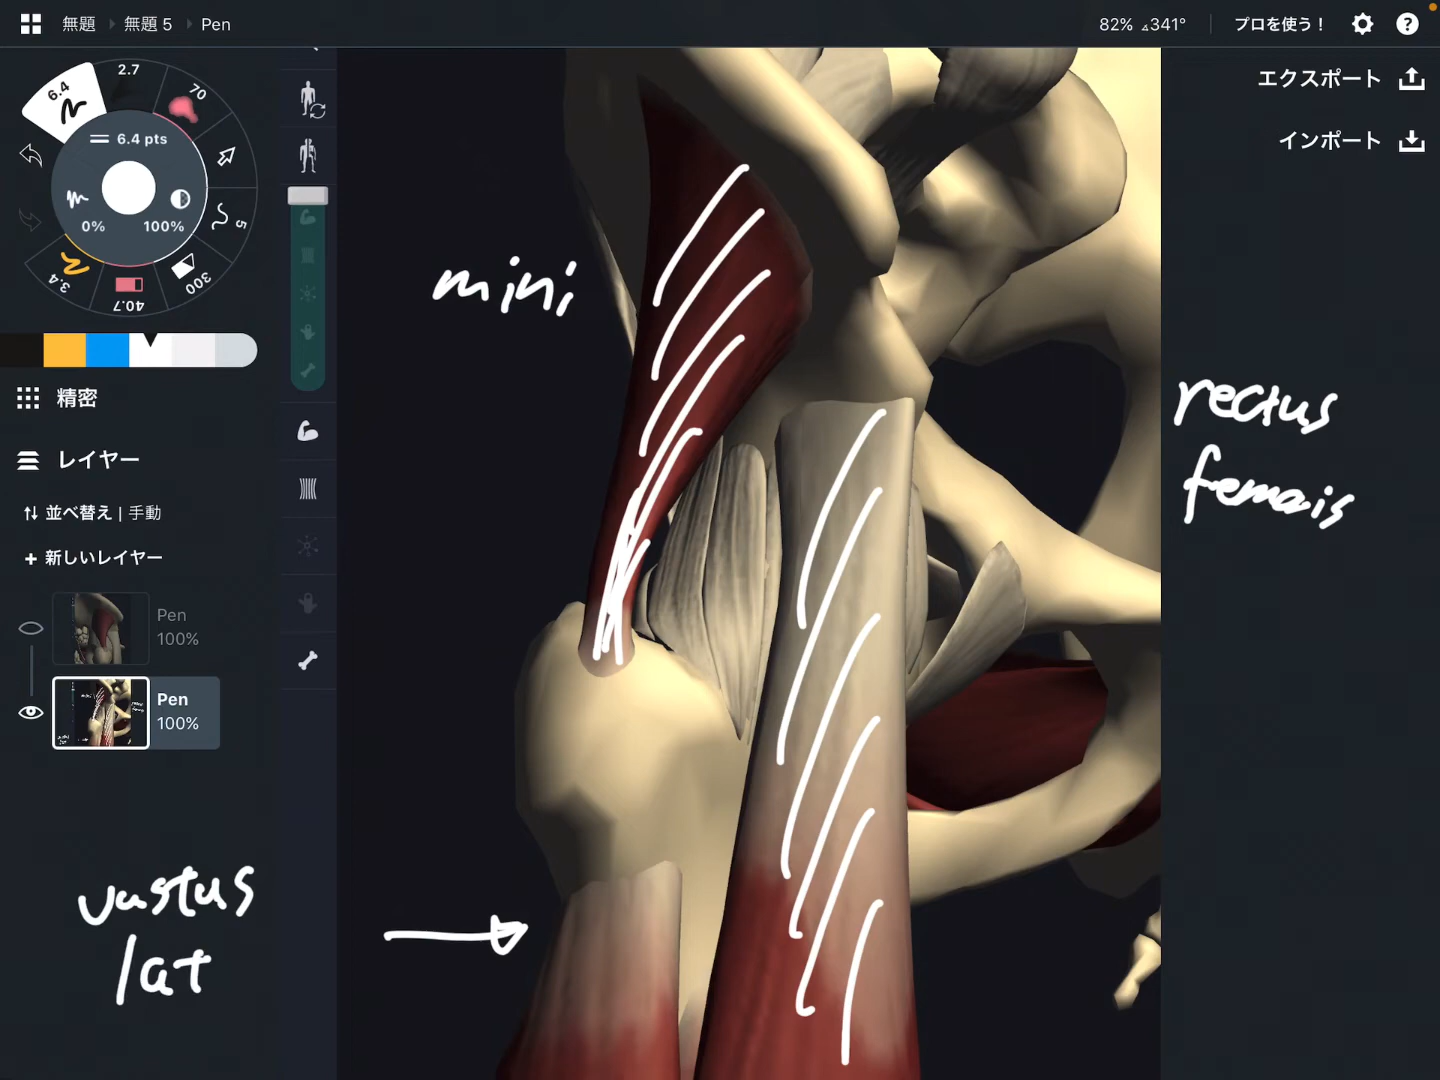 無題 無題 5 Pen
82% ⊿341° プロを使う！
エクスポート
インポート
6.4
2.7
70
5
300
40.7
3.4
6.4 pts
0% 100%
精密
レイヤー
並べ替え | 手動
+ 新しいレイヤー
Pen
100%
Pen
100%
mini
rectus
femois
vastus
lat